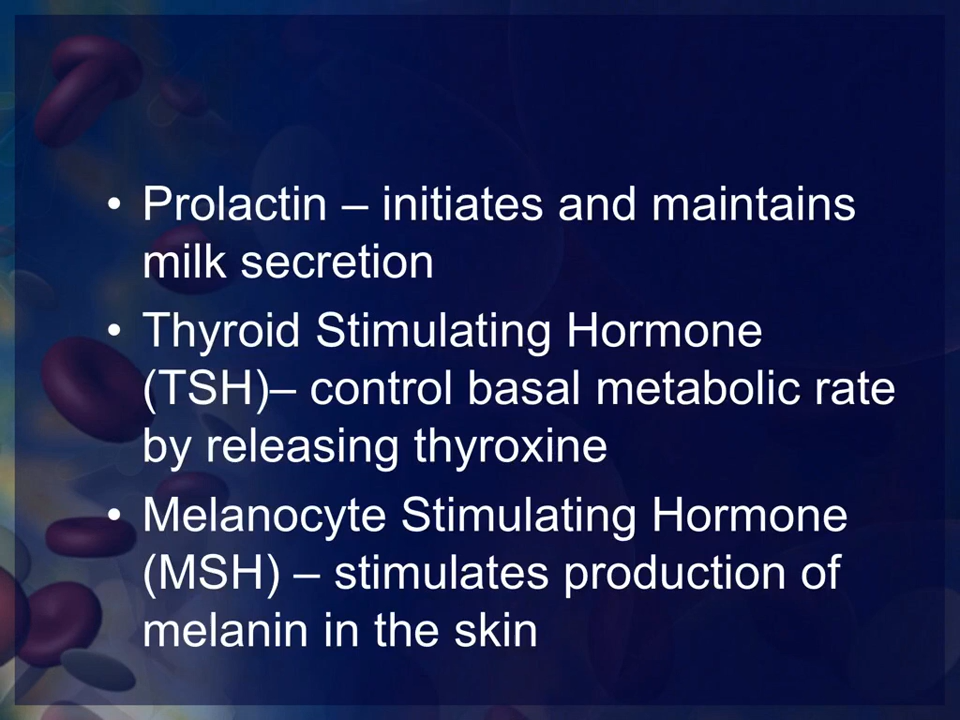 • Prolactin – initiates and maintains
milk secretion
• Thyroid Stimulating Hormone
(TSH)– control basal metabolic rate
by releasing thyroxine
• Melanocyte Stimulating Hormone
(MSH) – stimulates production of
melanin in the skin